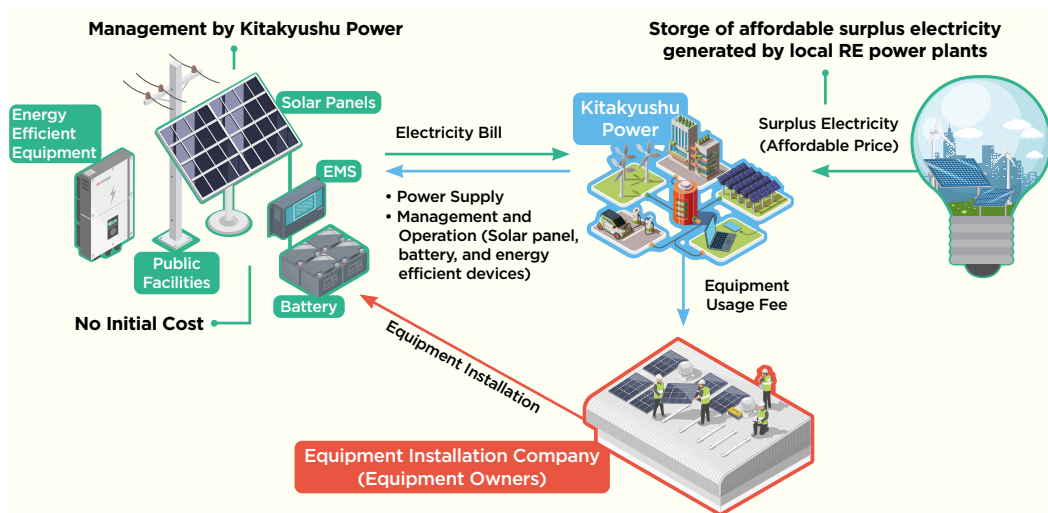 Management by Kitakyushu Power
Storge of affordable surplus electricity
generated by local RE power plants
Energy
Efficient
Equipment
Solar Panels
EMS
Public
Facilities
Battery
No Initial Cost
Electricity Bill
• Power Supply
• Management and
Operation (Solar panel,
battery, and energy
efficient devices)
Kitakyushu
Power
Surplus Electricity
(Affordable Price)
Equipment
Usage Fee
Equipment Installation
Equipment Installation Company
(Equipment Owners)